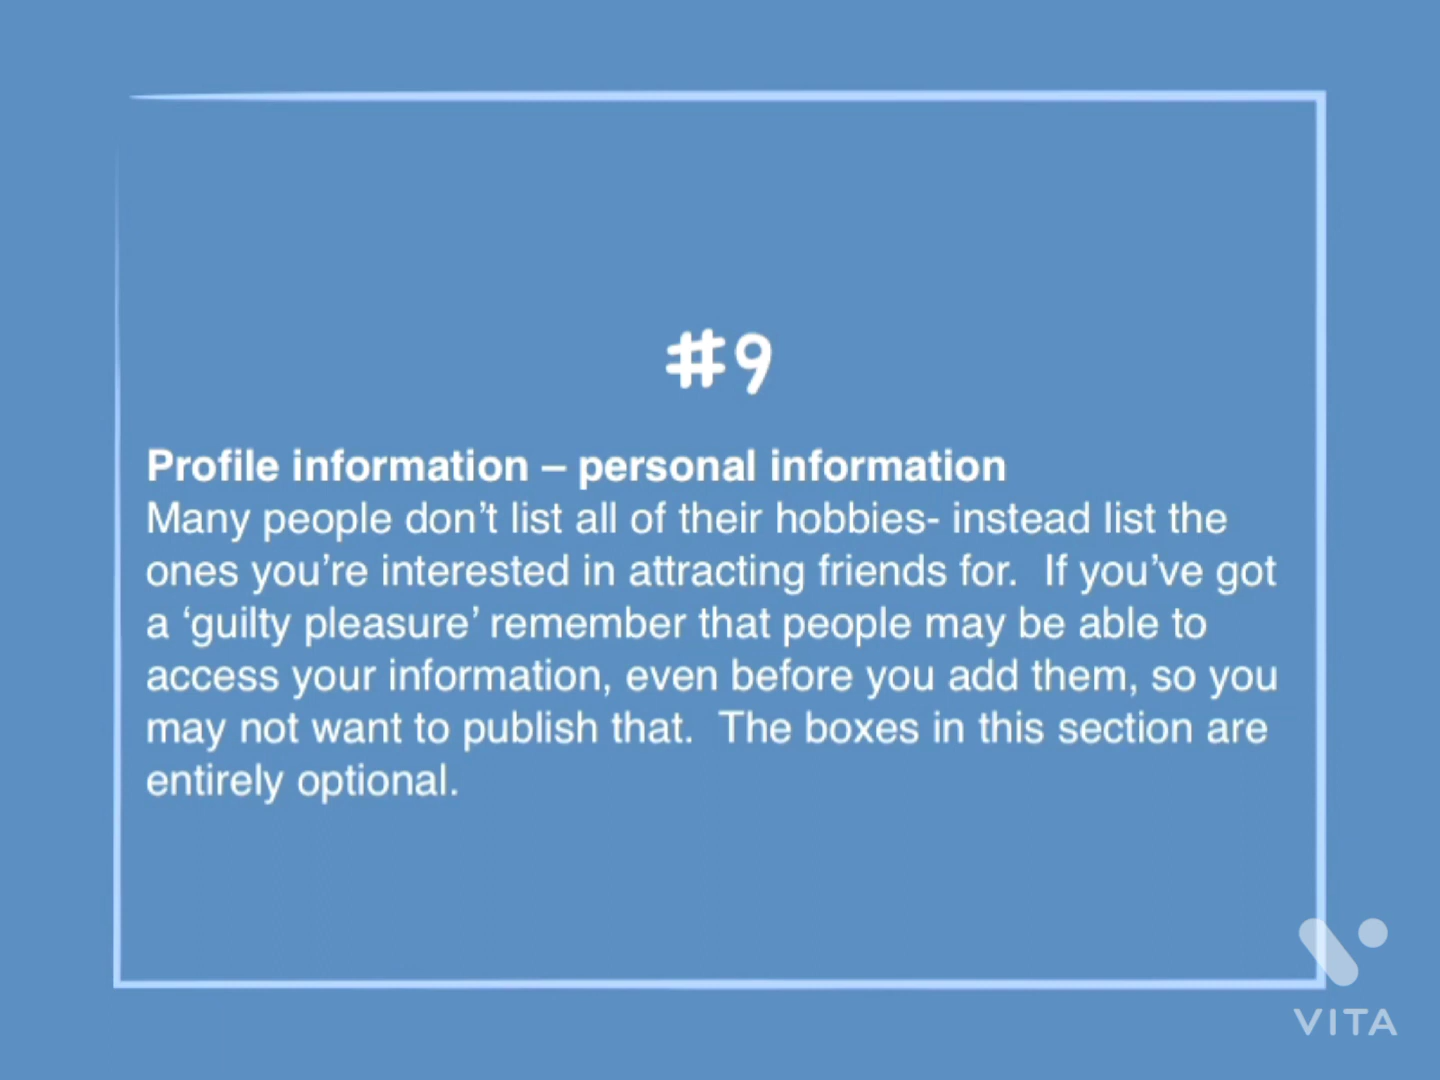 #9
Profile information – personal information
Many people don’t list all of their hobbies- instead list the
ones you’re interested in attracting friends for.  If you’ve got
a ‘guilty pleasure’ remember that people may be able to
access your information, even before you add them, so you
may not want to publish that.  The boxes in this section are
entirely optional.
VITA